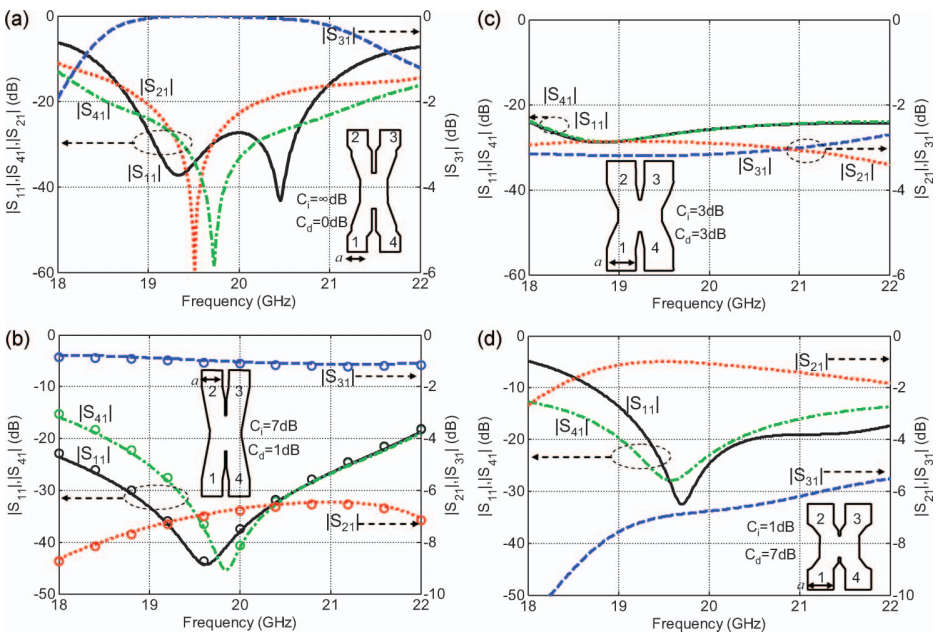 (a)
|S11|,|S41|,|S21| (dB)
0
-20
-40
-60
|S31|
|S21|
|S41|
|S11|
Ci=∞dB
Cd=0dB
2 3
1 4
a
0
-2
-4
-6
|S31| (dB)
18 19 20 21 22
Frequency (GHz)
(c)
|S11|,|S41| (dB)
0
-20
-40
-60
|S41|
|S11|
|S31|
|S21|
2 3
1 4
a
Ci=3dB
Cd=3dB
0
-2
-4
-6
|S21|,|S31| (dB)
18 19 20 21 22
Frequency (GHz)
(b)
|S11|,|S41| (dB)
0
-10
-20
-30
-40
-50
|S31|
|S41|
|S11|
|S21|
a
2 3
1 4
Ci=7dB
Cd=1dB
0
-2
-4
-6
-8
-10
|S21|,|S31| (dB)
18 19 20 21 22
Frequency (GHz)
(d)
|S11|,|S41| (dB)
0
-10
-20
-30
-40
-50
|S21|
|S11|
|S41|
|S31|
Ci=1dB
Cd=7dB
2 3
1 4
a
0
-2
-4
-6
-8
-10
|S21|,|S31| (dB)
18 19 20 21 22
Frequency (GHz)